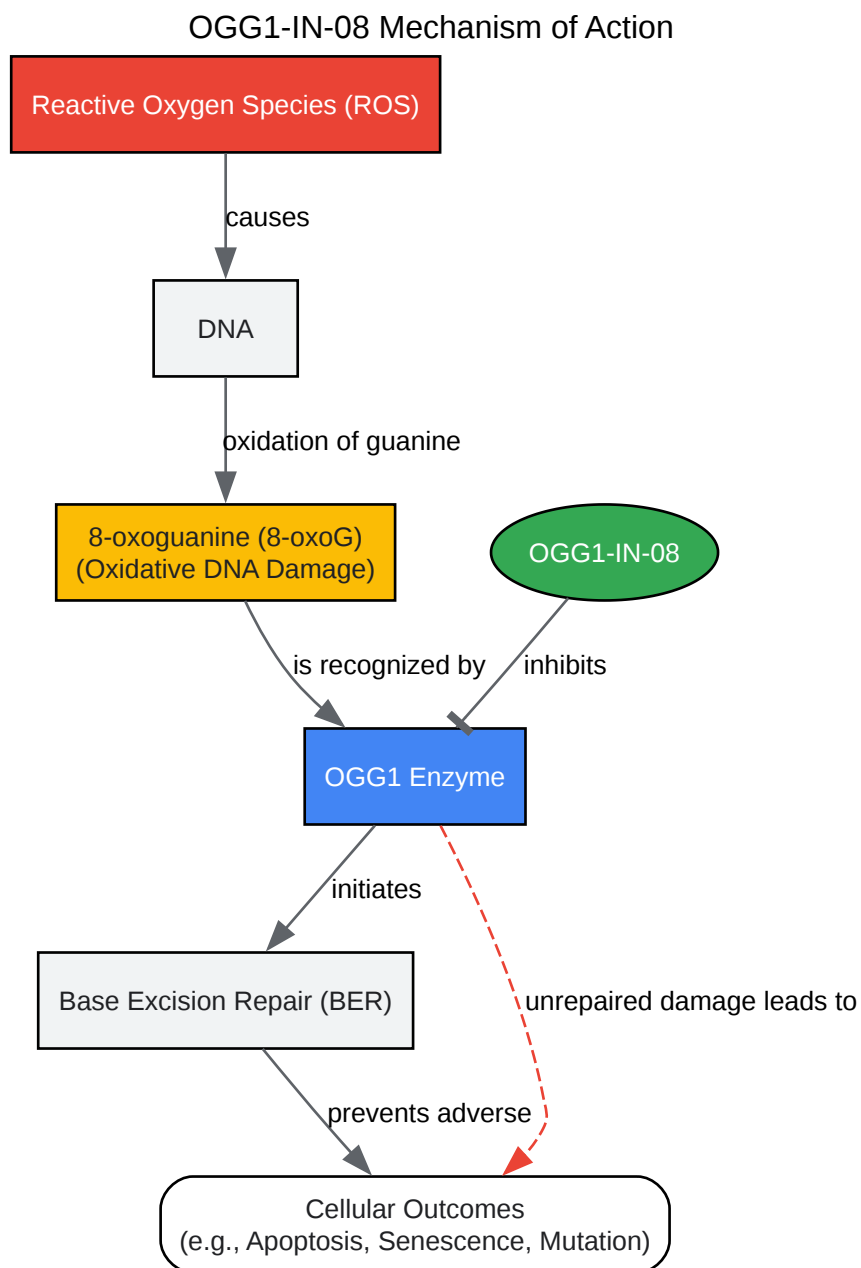 OGG1-IN-08 Mechanism of Action
Reactive Oxygen Species (ROS)
causes
DNA
oxidation of guanine
8-oxoguanine (8-oxoG)
(Oxidative DNA Damage)
OGG1-IN-08
is recognized by
inhibits
OGG1 Enzyme
initiates
Base Excision Repair (BER)
unrepaired damage leads to
prevents adverse
Cellular Outcomes
(e.g., Apoptosis, Senescence, Mutation)